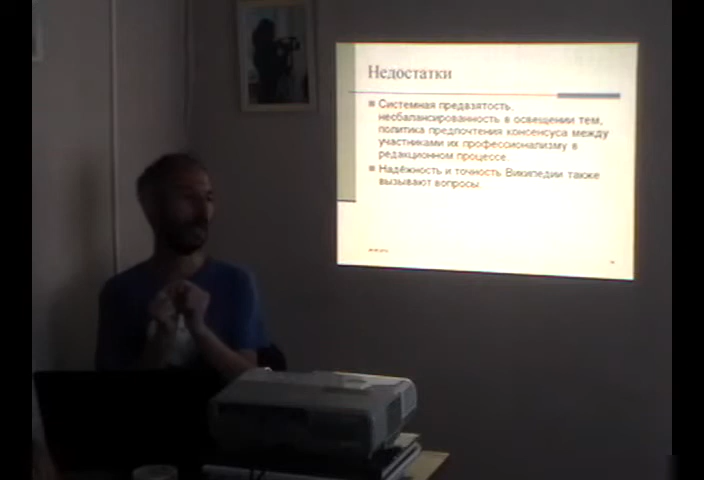 Недостатки
Системная предвзятость,
несбалансированность в освещении тем,
политика предпочтения консенсуса между
участниками их профессионализму в
редакционном процессе.
Надёжность и точность Википедии также
вызывают вопросы.